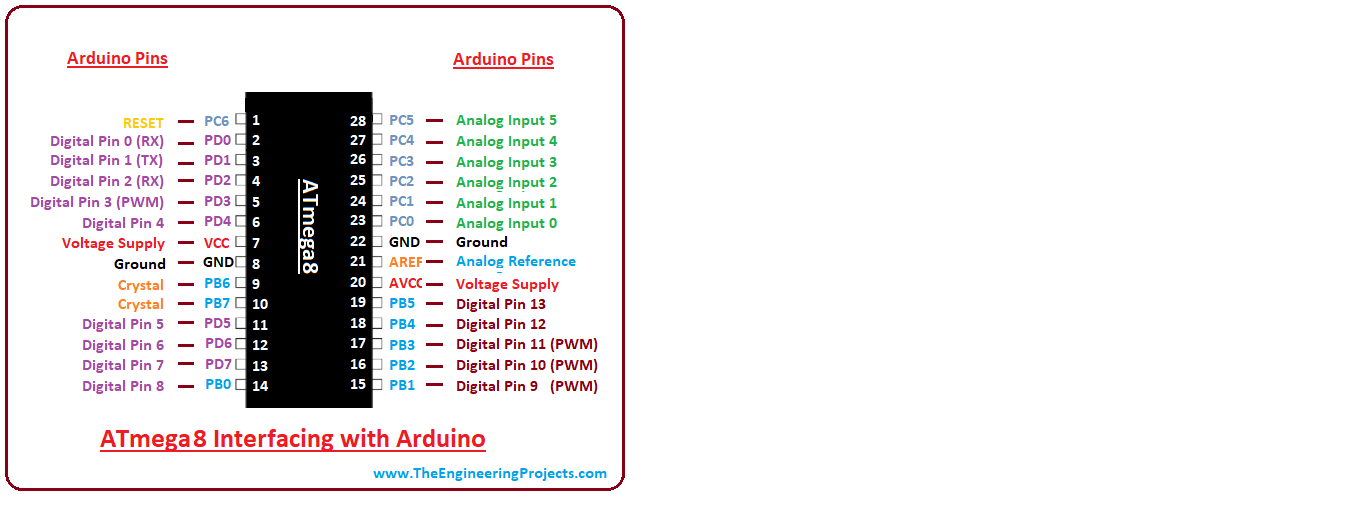 Arduino Pins Arduino Pins
RESET PC6 1 28 PC5 Analog Input 5
Digital Pin 0 (RX) PD0 2 27 PC4 Analog Input 4
Digital Pin 1 (TX) PD1 3 26 PC3 Analog Input 3
Digital Pin 2 (RX) PD2 4 25 PC2 Analog Input 2
Digital Pin 3 (PWM) PD3 5 24 PC1 Analog Input 1
Digital Pin 4 PD4 6 23 PC0 Analog Input 0
Voltage Supply VCC 7 22 GND Ground
Ground GND 8 21 AREF Analog Reference
Crystal PB6 9 20 AVCC Voltage Supply
Crystal PB7 10 19 PB5 Digital Pin 13
Digital Pin 5 PD5 11 18 PB4 Digital Pin 12
Digital Pin 6 PD6 12 17 PB3 Digital Pin 11 (PWM)
Digital Pin 7 PD7 13 16 PB2 Digital Pin 10 (PWM)
Digital Pin 8 PB0 14 15 PB1 Digital Pin 9 (PWM)
ATmega8
ATmega8 Interfacing with Arduino
www.TheEngineeringProjects.com